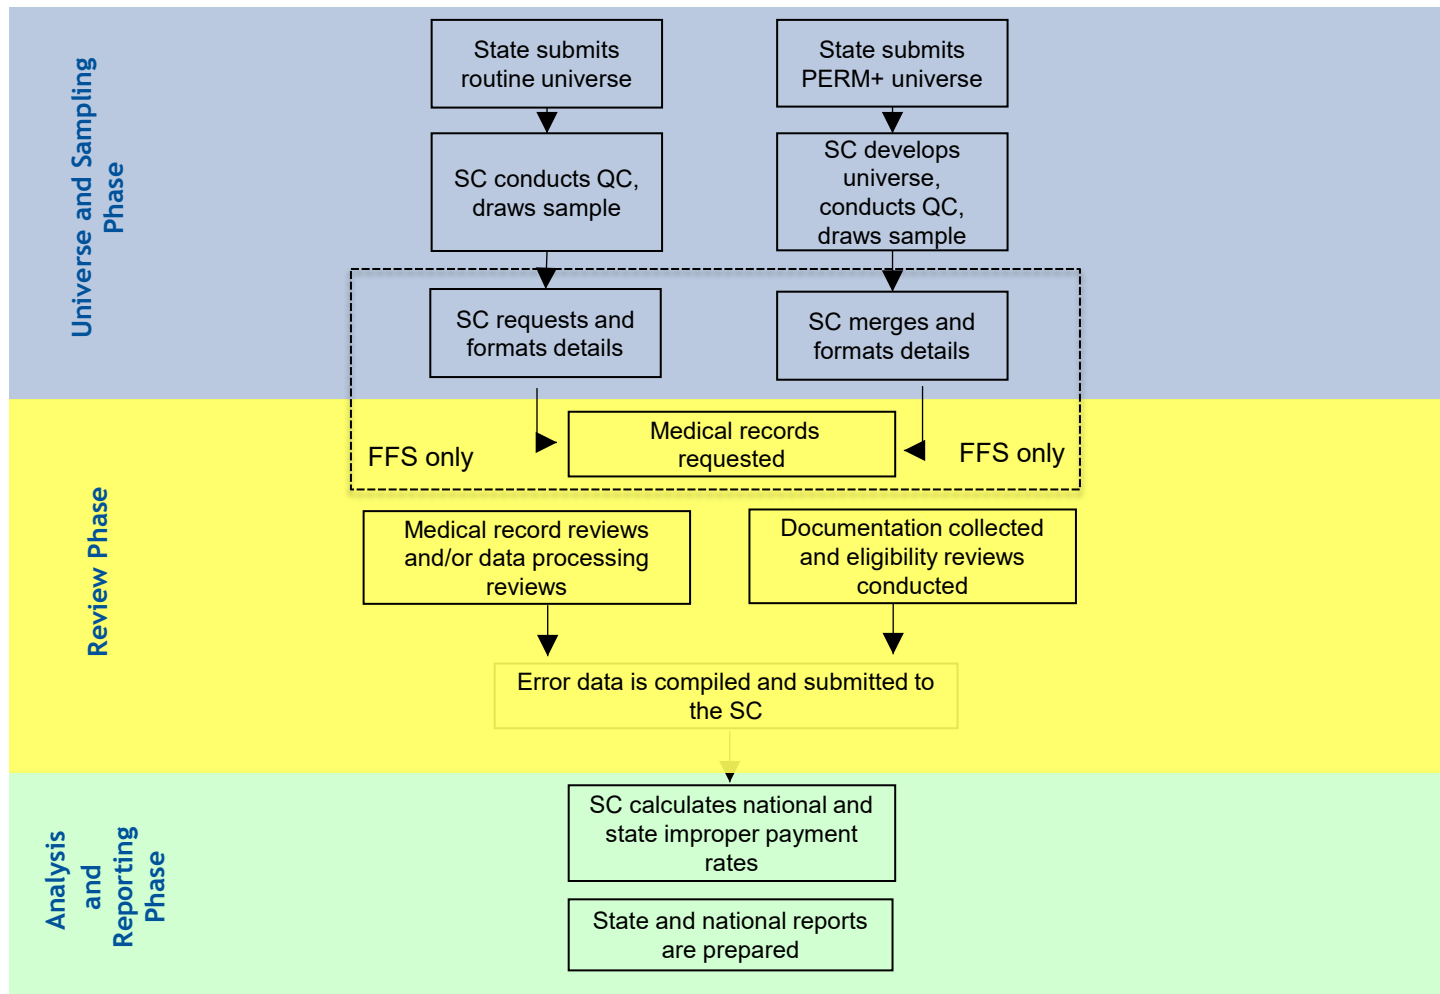 Universe and Sampling
Phase
State submits
routine universe
State submits
PERM+ universe
SC conducts QC,
draws sample
SC develops
universe,
conducts QC,
draws sample
SC requests and
formats details
SC merges and
formats details
Review Phase
FFS only
Medical records
requested
FFS only
Medical record reviews
and/or data processing
reviews
Documentation collected
and eligibility reviews
conducted
Error data is compiled and submitted to
the SC
Analysis
and
Reporting
Phase
SC calculates national and
state improper payment
rates
State and national reports
are prepared